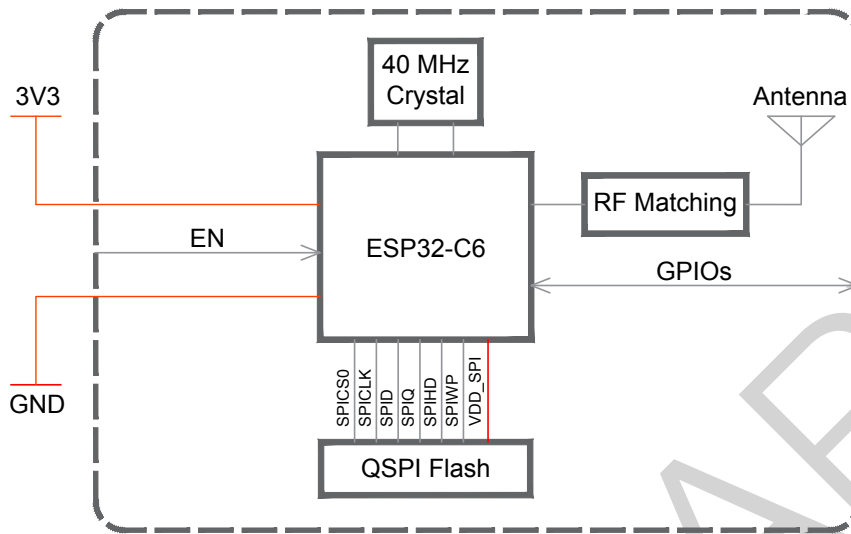 40 MHz
Crystal
3V3
Antenna
RF Matching
EN
ESP32-C6
GPIOs
GND
SPICS0
SPICLK
SPID
SPIQ
SPIHD
SPIWP
VDD_SPI
QSPI Flash